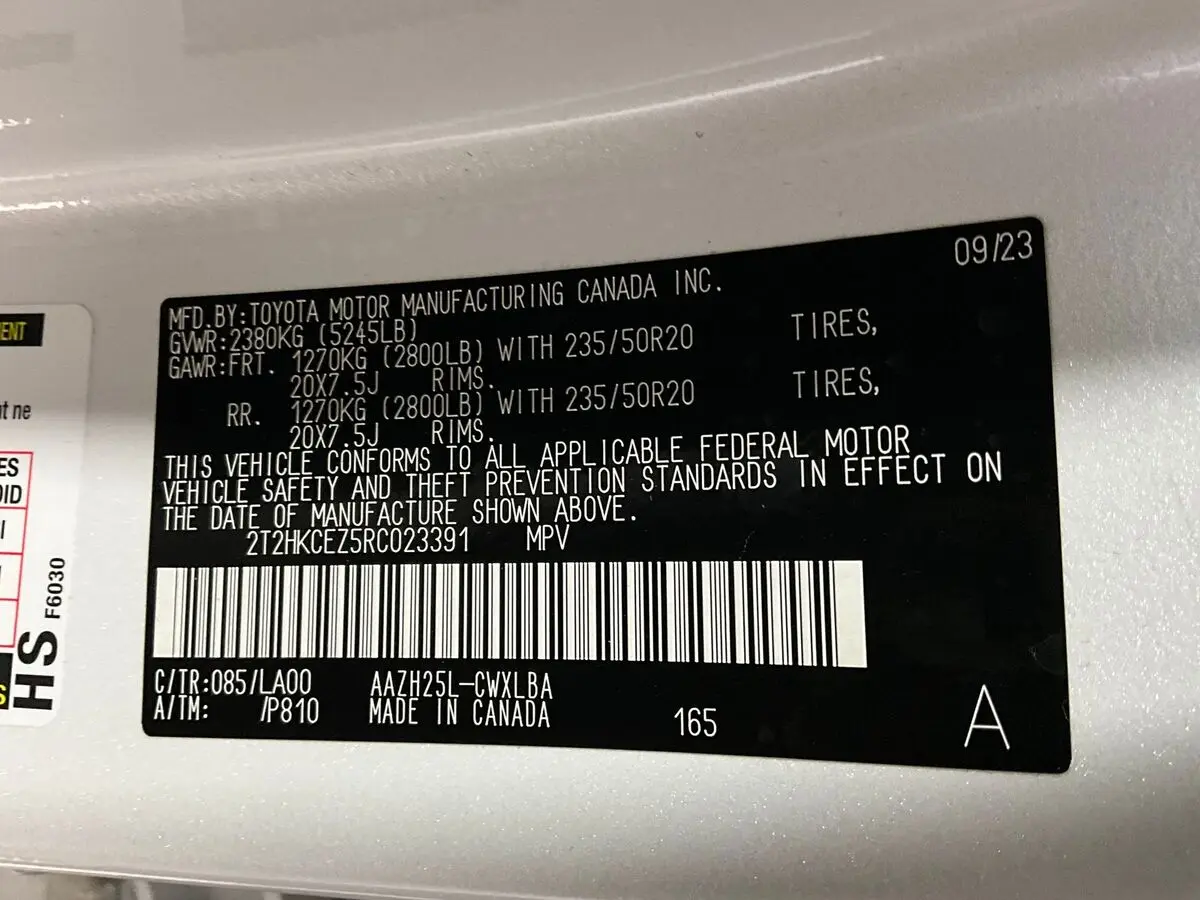 MFD.BY:TOYOTA MOTOR MANUFACTURING CANADA INC. 09/23
GVWR:2380KG (5245LB)
GAWR:FRT. 1270KG (2800LB) WITH 235/50R20 TIRES,
20X7.5J RIMS.
RR. 1270KG (2800LB) WITH 235/50R20 TIRES,
20X7.5J RIMS.
THIS VEHICLE CONFORMS TO ALL APPLICABLE FEDERAL MOTOR
VEHICLE SAFETY AND THEFT PREVENTION STANDARDS IN EFFECT ON
THE DATE OF MANUFACTURE SHOWN ABOVE.
2T2HKCEZ5RC023391 MPV
C/TR:085/LA00 AAZH25L-CWXLBA
A/TM: /P810 MADE IN CANADA 165 A
HS F6030